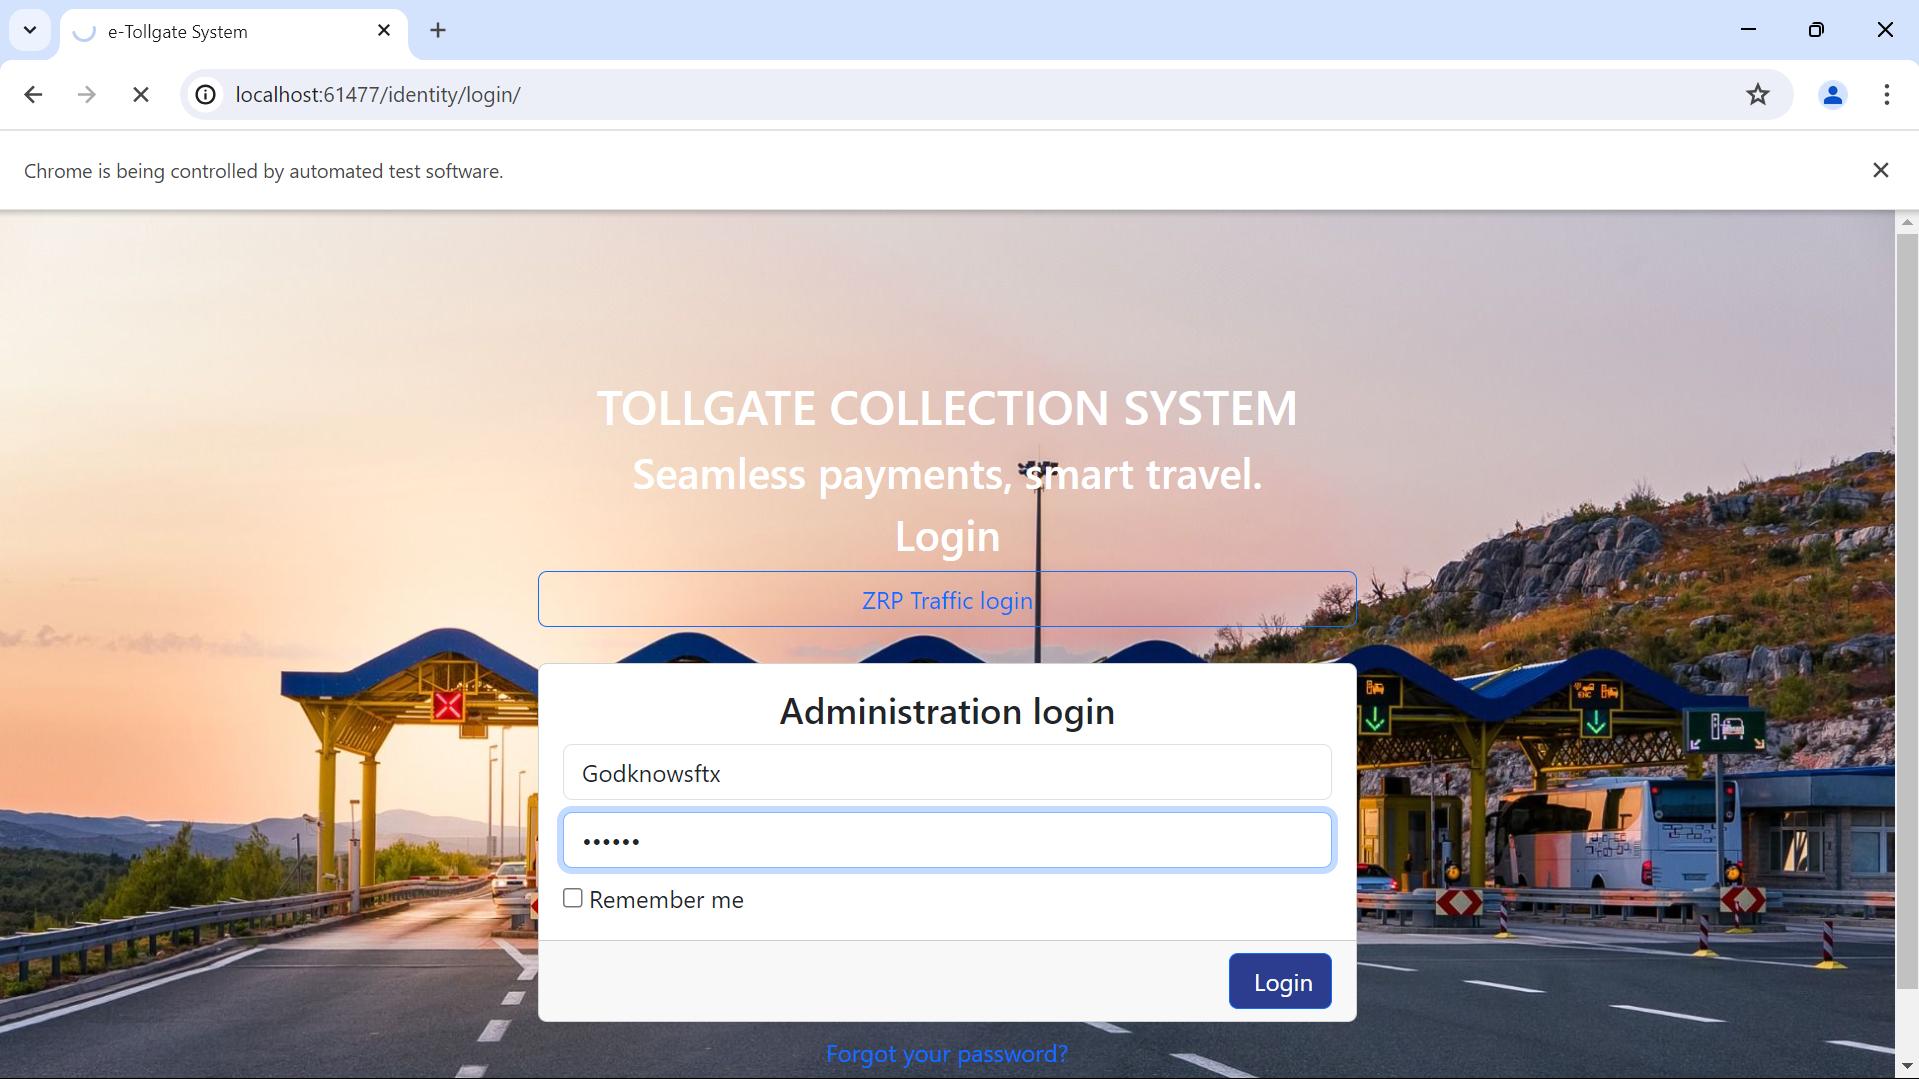 e-Tollgate System
localhost:61477/identity/login/
Chrome is being controlled by automated test software.
TOLLGATE COLLECTION SYSTEM
Seamless payments, smart travel.
Login
ZRP Traffic login
Administration login
Godknowsftx
••••••
Remember me
Login
Forgot your password?